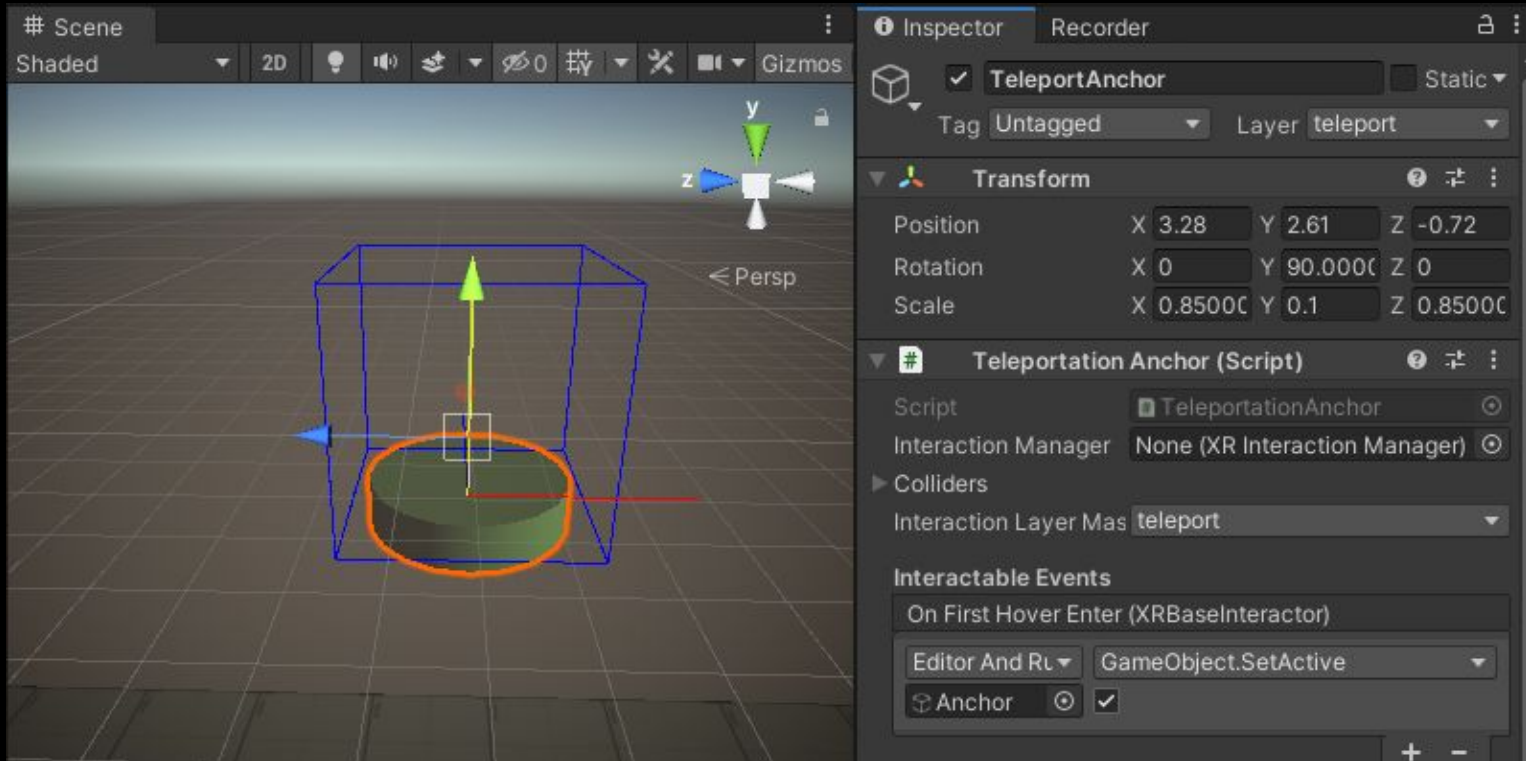 Scene
Shaded
2D
0
Gizmos
y
z
Persp
Inspector
Recorder
TeleportAnchor
Static
Tag Untagged
Layer teleport
Transform
Position X 3.28 Y 2.61 Z -0.72
Rotation X 0 Y 90.000( Z 0
Scale X 0.8500( Y 0.1 Z 0.8500(
# Teleportation Anchor (Script)
Script TeleportationAnchor
Interaction Manager None (XR Interaction Manager)
Colliders
Interaction Layer Mas teleport
Interactable Events
On First Hover Enter (XRBaseInteractor)
Editor And Ru GameObject.SetActive
Anchor
+ −